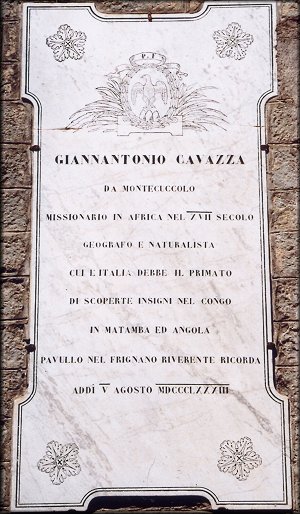 P. F
GIANNANTONIO CAVAZZA
DA MONTECUCCOLO
MISSIONARIO IN AFRICA NEL XVII SECOLO
GEOGRAFO E NATURALISTA
CUI L'ITALIA DEBBE IL PRIMATO
DI SCOPERTE INSIGNI NEL CONGO
IN MATAMBA ED ANGOLA
PAVULLO NEL FRIGNANO RIVERENTE RICORDA
ADDÌ V AGOSTO MDCCCLXXXIII